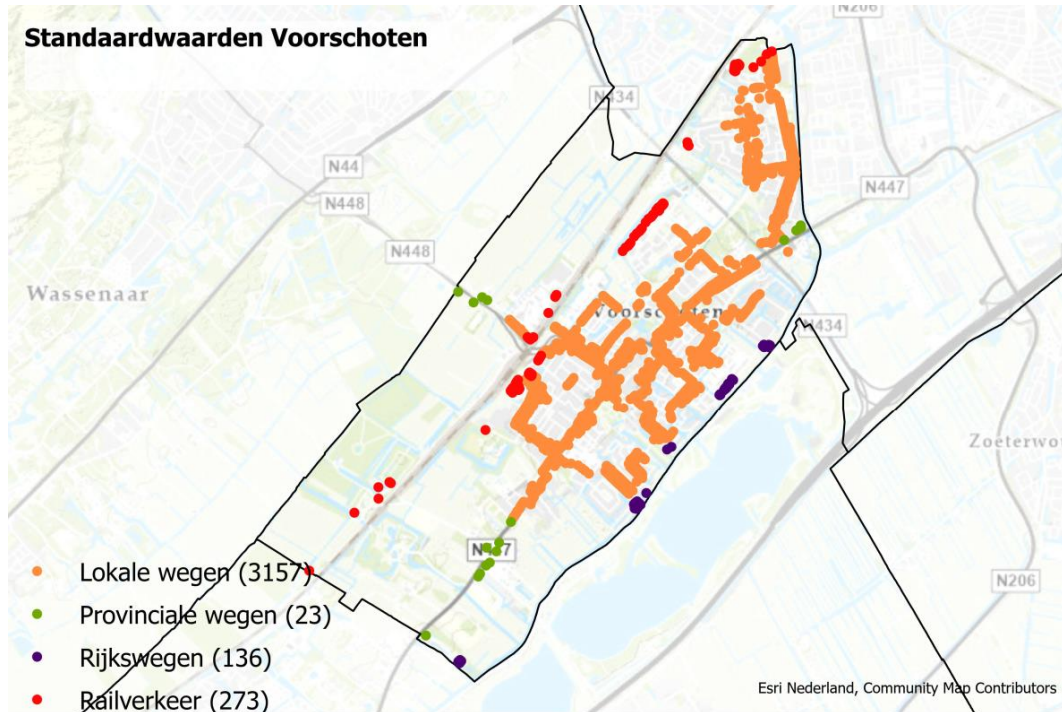 Standaardwaarden Voorschoten
N206
N434
N44
N448
N447
N448
Wassenaar
Voorschoten
N434
Zoeterwo
N447
N206
Lokale wegen (3157)
Provinciale wegen (23)
Rijkswegen (136)
Railverkeer (273)
Esri Nederland, Community Map Contributors